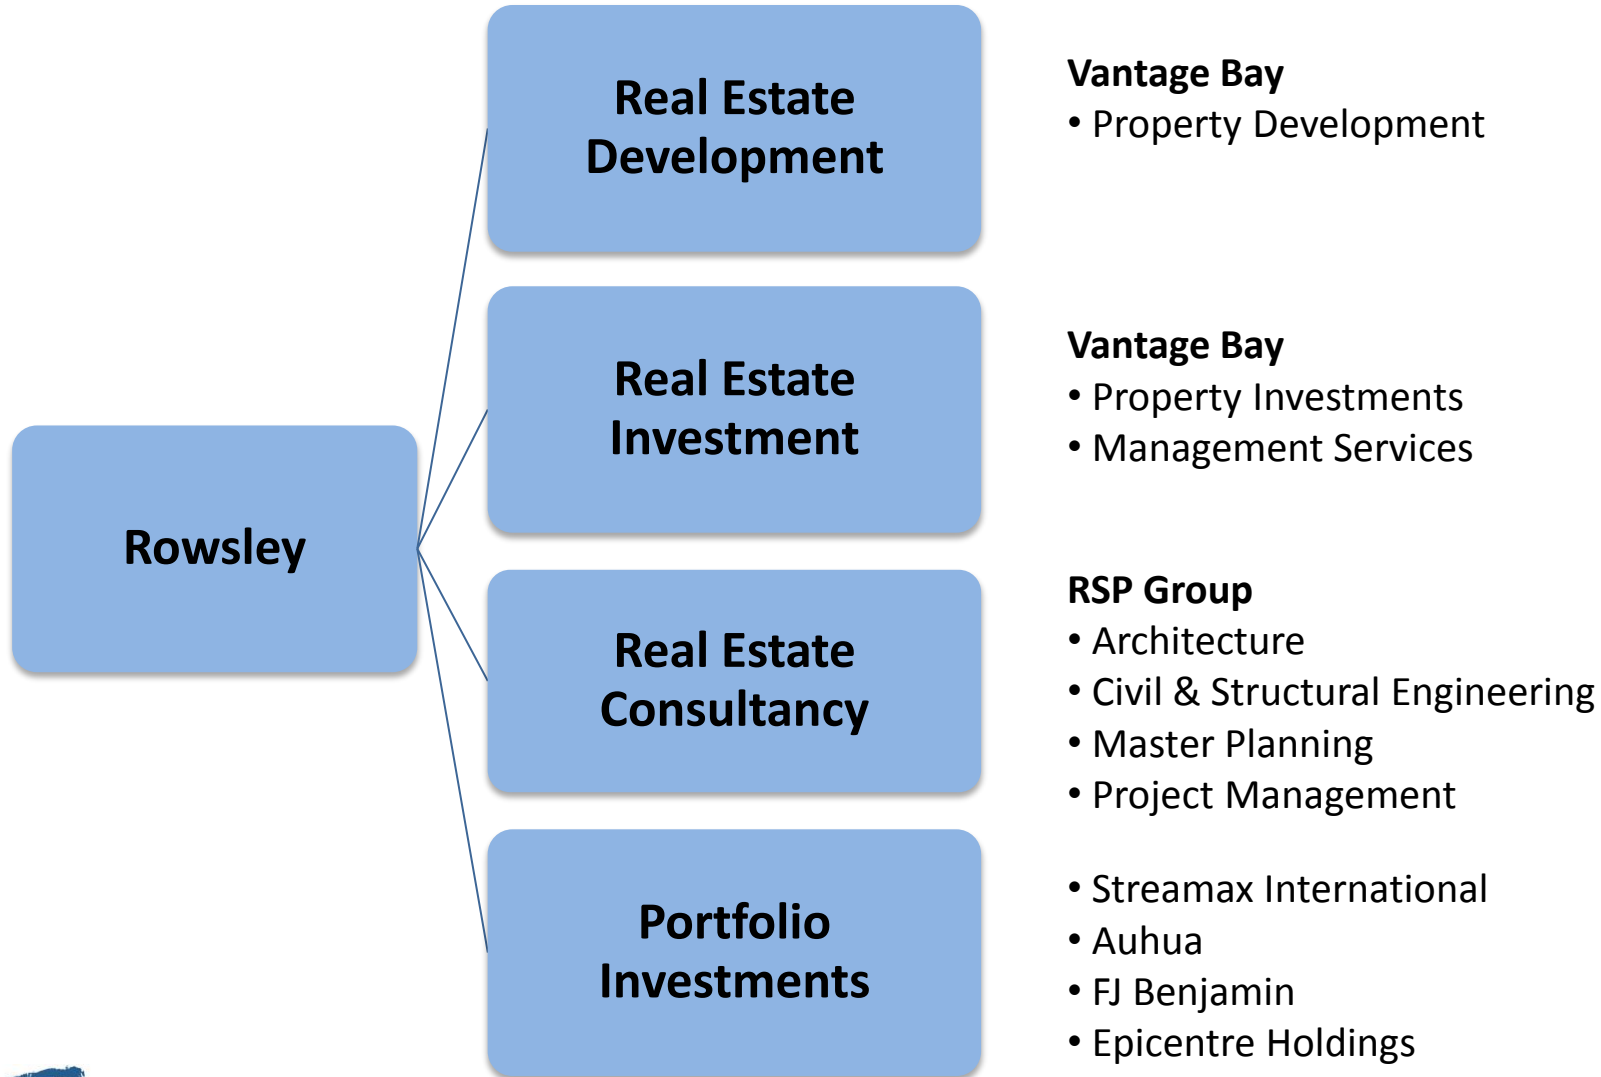 Rowsley
Real Estate
Development
Vantage Bay
• Property Development
Real Estate
Investment
Vantage Bay
• Property Investments
• Management Services
Real Estate
Consultancy
RSP Group
• Architecture
• Civil & Structural Engineering
• Master Planning
• Project Management
Portfolio
Investments
• Streamax International
• Auhua
• FJ Benjamin
• Epicentre Holdings